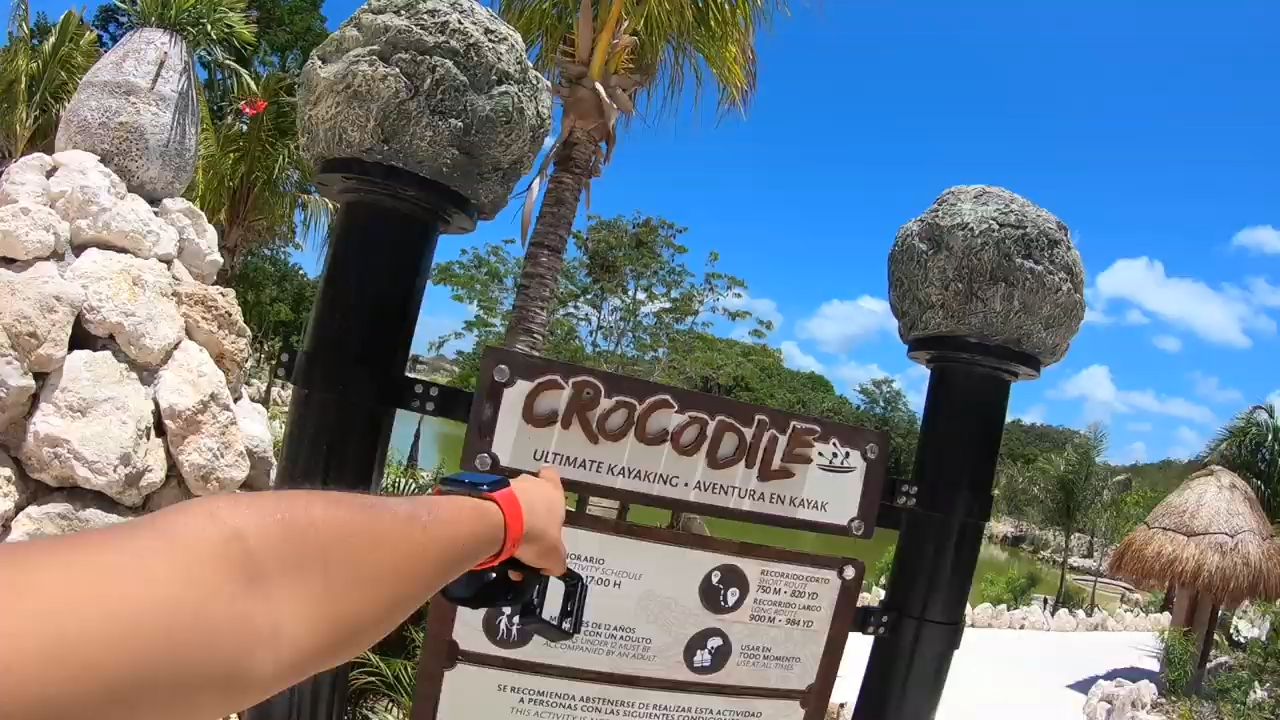 CROCODILE
ULTIMATE KAYAKING • AVENTURA EN KAYAK
HORARIO
ACTIVITY SCHEDULE
17:00 H
RECORRIDO CORTO
SHORT ROUTE
750 M • 820 YD
RECORRIDO LARGO
LONG ROUTE
900 M • 984 YD
DE 12 AÑOS
CON UN ADULTO.
UNDER 12 MUST BE
ACCOMPANIED BY AN ADULT.
USAR EN
TODO MOMENTO.
USE AT ALL TIMES.
SE RECOMIENDA ABSTENERSE DE REALIZAR ESTA ACTIVIDAD
A PERSONAS CON LAS SIGUIENTES
THIS ACTIVITY IS